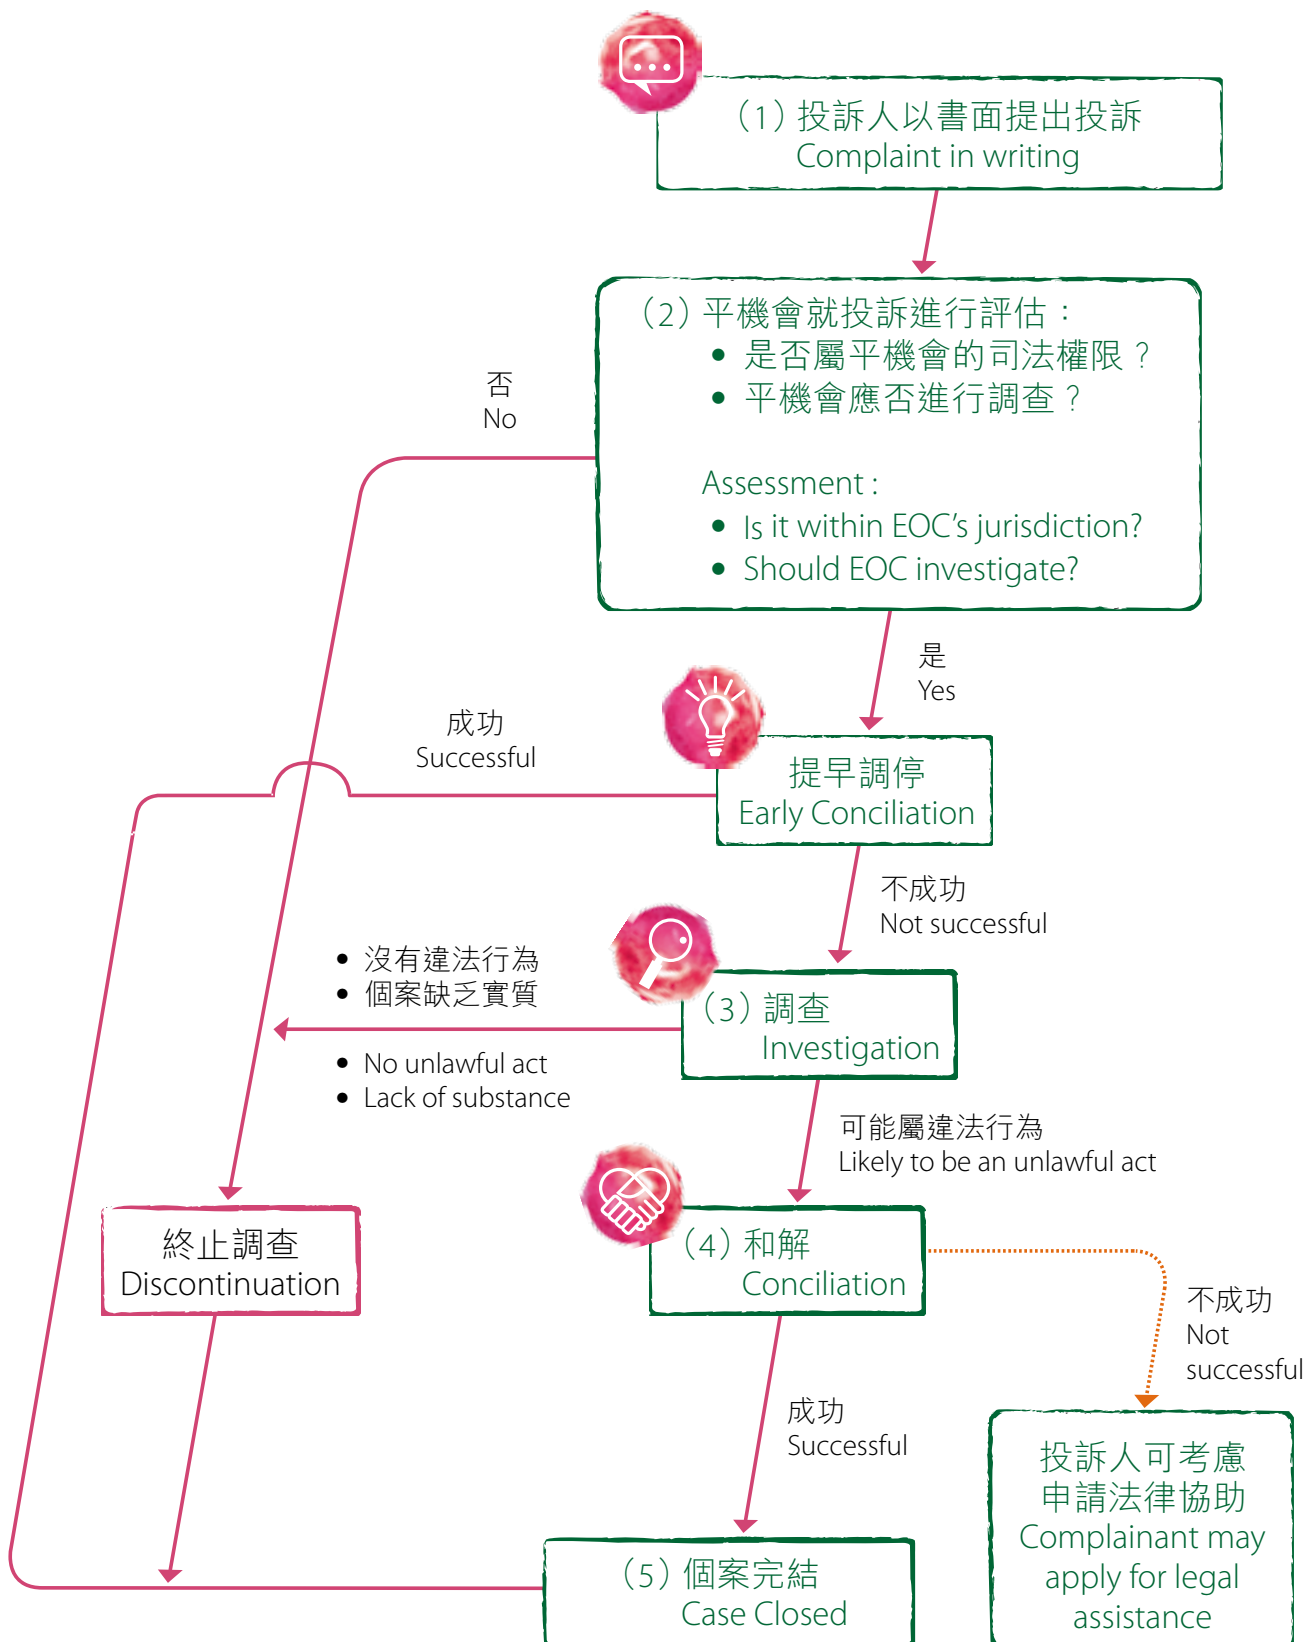 (1) 投訴人以書面提出投訴
Complaint in writing
(2) 平機會就投訴進行評估：
• 是否屬平機會的司法權限？
• 平機會應否進行調查？
Assessment :
• Is it within EOC’s jurisdiction?
• Should EOC investigate?
否
No
是
Yes
成功
Successful
提早調停
Early Conciliation
不成功
Not successful
• 沒有違法行為
• 個案缺乏實質
• No unlawful act
• Lack of substance
(3) 調查
Investigation
可能屬違法行為
Likely to be an unlawful act
終止調查
Discontinuation
(4) 和解
Conciliation
不成功
Not
successful
成功
Successful
投訴人可考慮
申請法律協助
Complainant may
apply for legal
assistance
(5) 個案完結
Case Closed